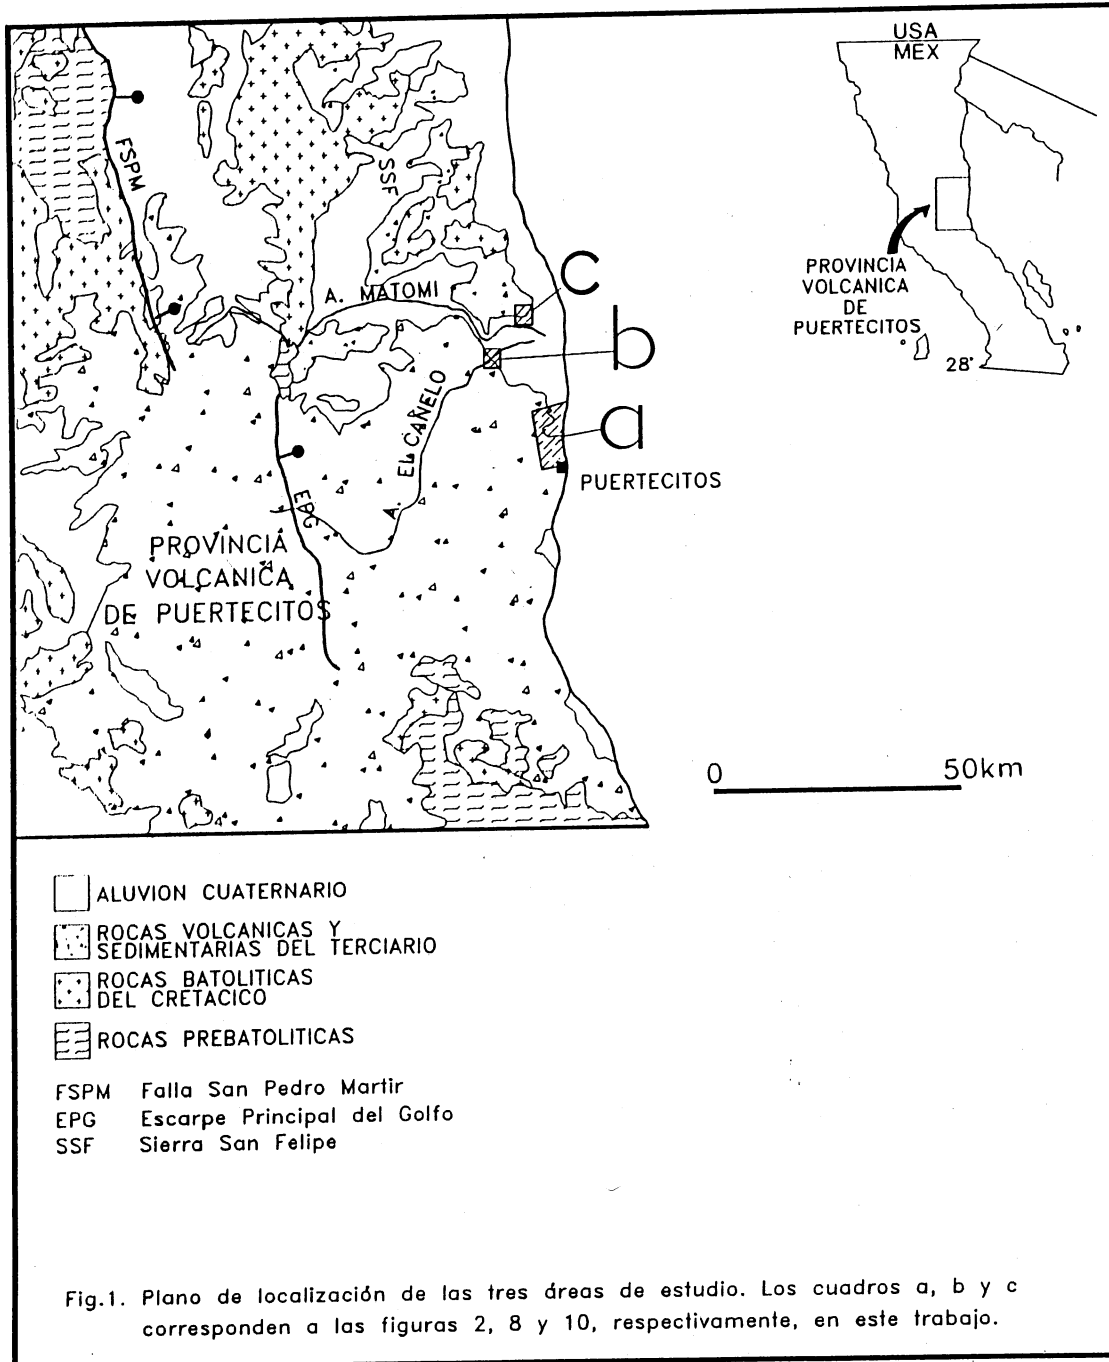 USA
MEX
PROVINCIA
VOLCANICA
DE
PUERTECITOS
28°
FSPM
SSF
A. MATOMI
c
b
a
A. EL CAÑELO
PUERTECITOS
EPG
PROVINCIA
VOLCANICA
DE PUERTECITOS
0 50km
ALUVION CUATERNARIO
ROCAS VOLCANICAS Y
SEDIMENTARIAS DEL TERCIARIO
ROCAS BATOLITICAS
DEL CRETACICO
ROCAS PREBATOLITICAS
FSPM Falla San Pedro Martir
EPG Escarpe Principal del Golfo
SSF Sierra San Felipe
Fig.1. Plano de localización de las tres áreas de estudio. Los cuadros a, b y c
corresponden a las figuras 2, 8 y 10, respectivamente, en este trabajo.